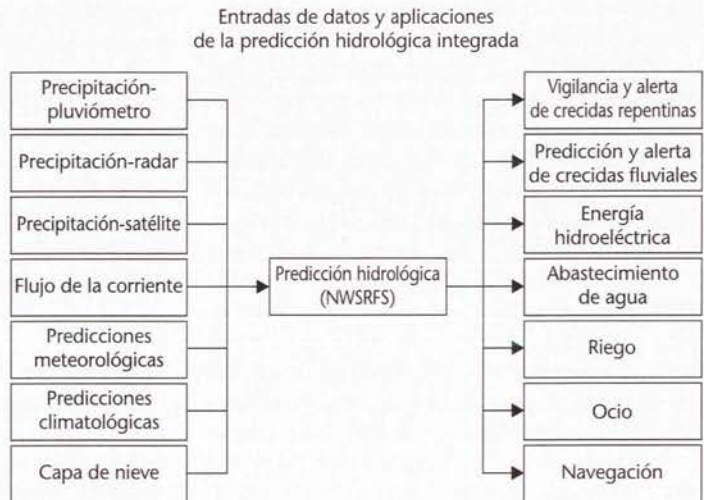 Entradas de datos y aplicaciones
de la predicción hidrológica integrada
Precipitación-
pluviómetro
Precipitación-radar
Precipitación-satélite
Flujo de la corriente
Predicciones
meteorológicas
Predicciones
climatológicas
Capa de nieve
Predicción hidrológica
(NWSRFS)
Vigilancia y alerta
de crecidas repentinas
Predicción y alerta
de crecidas fluviales
Energía
hidroeléctrica
Abastecimiento
de agua
Riego
Ocio
Navegación